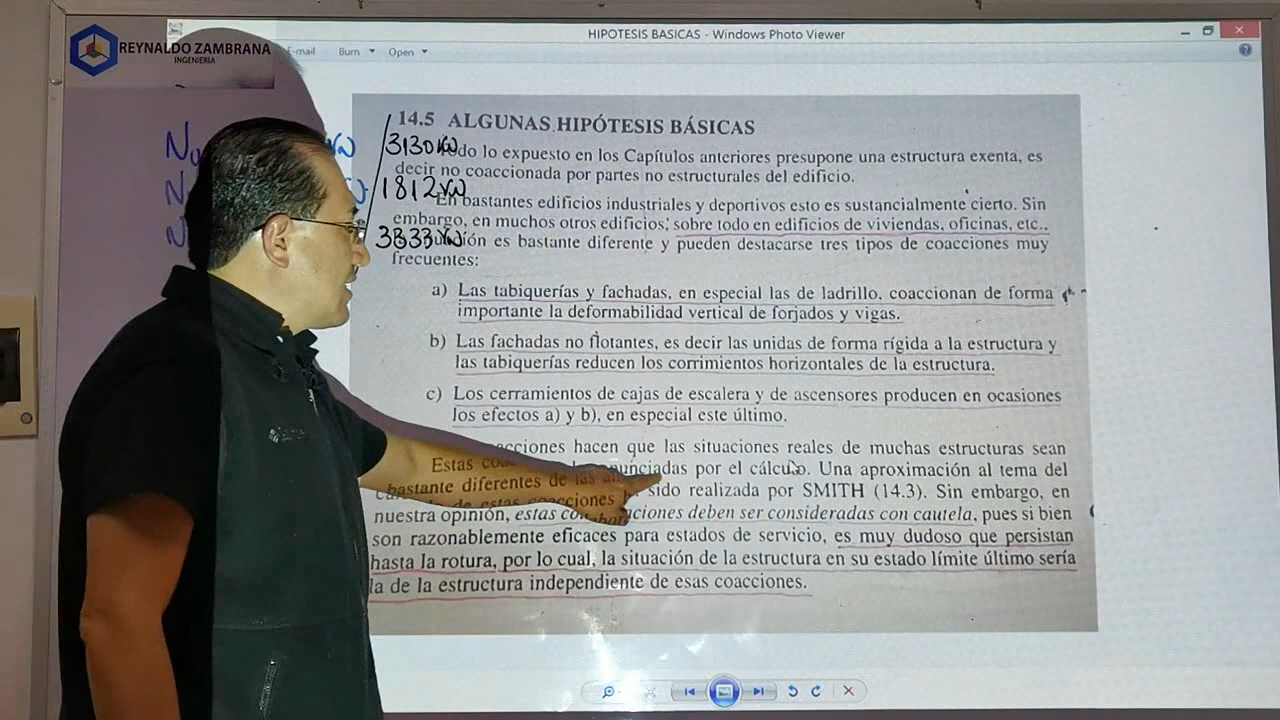 HIPOTESIS BASICAS - Windows Photo Viewer
REYNALDO ZAMBRANA
INGENIERIA
E-mail Burn Open
14.5 ALGUNAS HIPÓTESIS BÁSICAS
3130 KN
odo lo expuesto en los Capítulos anteriores presupone una estructura exenta, es
decir no coaccionada por partes no estructurales del edificio.
1812 KN
En bastantes edificios industriales y deportivos esto es sustancialmente cierto. Sin
embargo, en muchos otros edificios, sobre todo en edificios de viviendas, oficinas, etc.,
3333 KN
es bastante diferente y pueden destacarse tres tipos de coacciones muy
frecuentes:
a) Las tabiquerías y fachadas, en especial las de ladrillo, coaccionan de forma
importante la deformabilidad vertical de forjados y vigas.
b) Las fachadas no flotantes, es decir las unidas de forma rígida a la estructura y
las tabiquerías reducen los corrimientos horizontales de la estructura.
c) Los cerramientos de cajas de escalera y de ascensores producen en ocasiones
los efectos a) y b), en especial este último.
Estas hacen que las situaciones reales de muchas estructuras sean
bastante diferentes de las por el cálculo. Una aproximación al tema del
de estas coacciones sido realizada por SMITH (14.3). Sin embargo, en
nuestra opinión, estas deben ser consideradas con cautela, pues si bien
son razonablemente eficaces para estados de servicio, es muy dudoso que persistan
hasta la rotura, por lo cual, la situación de la estructura en su estado límite último sería
la de la estructura independiente de esas coacciones.